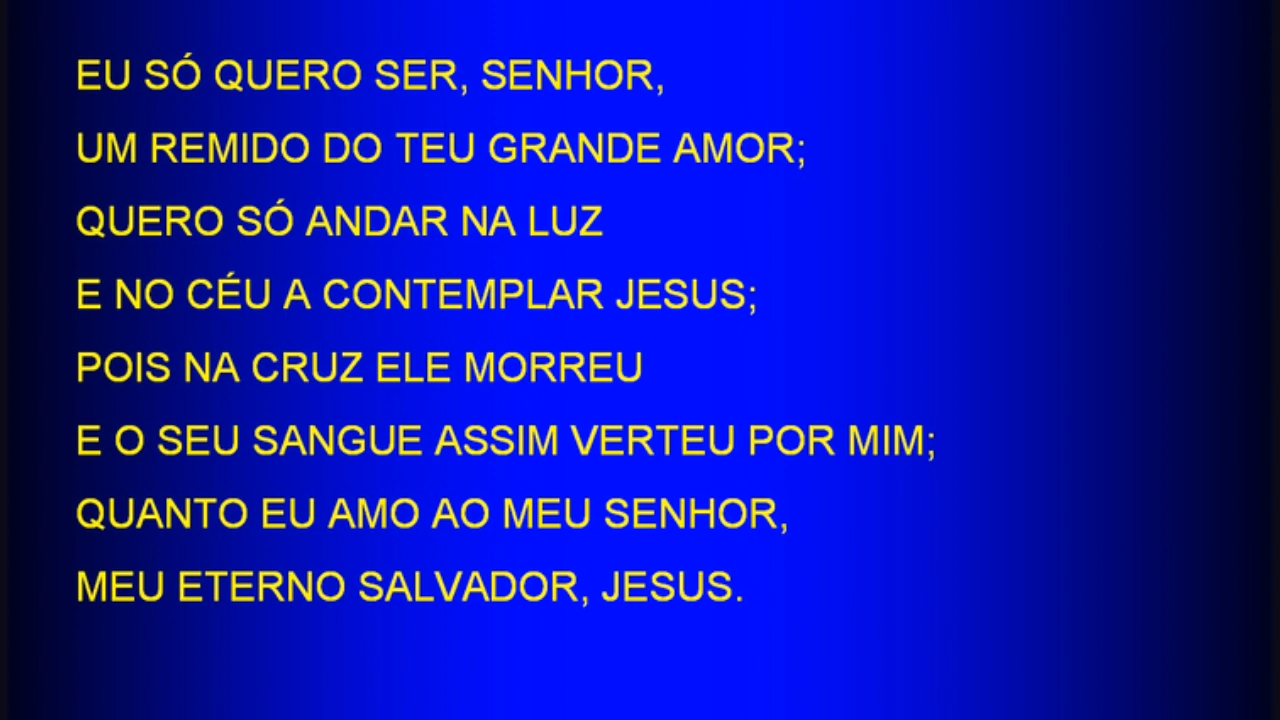 EU SÓ QUERO SER, SENHOR,
UM REMIDO DO TEU GRANDE AMOR;
QUERO SÓ ANDAR NA LUZ
E NO CÉU A CONTEMPLAR JESUS;
POIS NA CRUZ ELE MORREU
E O SEU SANGUE ASSIM VERTEU POR MIM;
QUANTO EU AMO AO MEU SENHOR,
MEU ETERNO SALVADOR, JESUS.